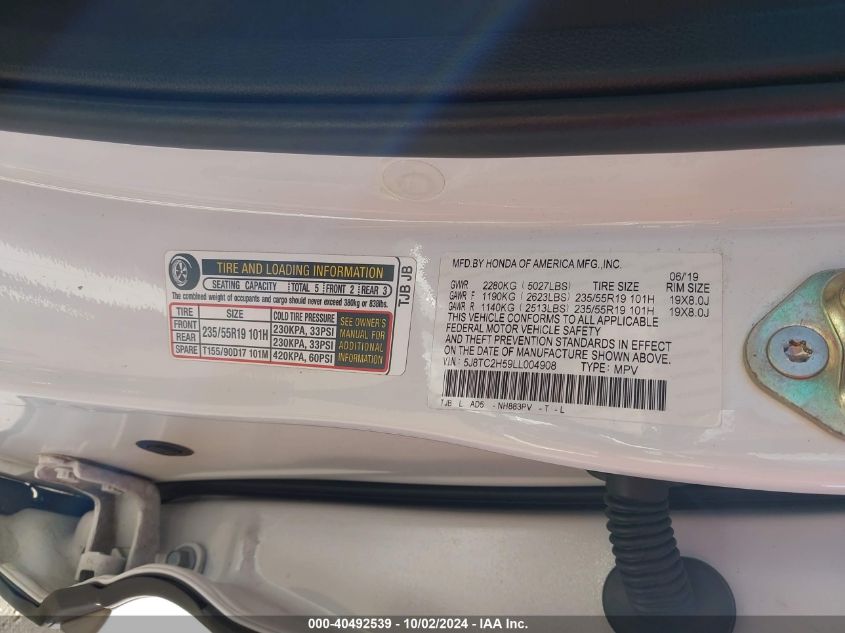 TIRE AND LOADING INFORMATION
SEATING CAPACITY TOTAL 5 FRONT 2 REAR 3
The combined weight of occupants and cargo should never exceed 380kg or 838lbs.
TIRE SIZE COLD TIRE PRESSURE
FRONT 235/55R19 101H 230KPA, 33PSI
REAR 230KPA, 33PSI
SPARE T155/90D17 101M 420KPA, 60PSI
SEE OWNER'S
MANUAL FOR
ADDITIONAL
INFORMATION
TJB JB
MFD.BY HONDA OF AMERICA MFG.,INC. 06/19
GVWR 2280KG (5027LBS) TIRE SIZE RIM SIZE
GAWR F 1190KG (2623LBS) 235/55R19 101H 19X8.0J
GAWR R 1140KG (2513LBS) 235/55R19 101H 19X8.0J
THIS VEHICLE CONFORMS TO ALL APPLICABLE
FEDERAL MOTOR VEHICLE SAFETY
AND THEFT PREVENTION STANDARDS IN EFFECT
ON THE DATE OF MANUFACTURE SHOWN ABOVE.
VIN: 5J8TC2H59LL004908 TYPE: MPV
TJB L AD5 -NH883PV -T -L
000-40492539 - 10/02/2024 - IAAI.com